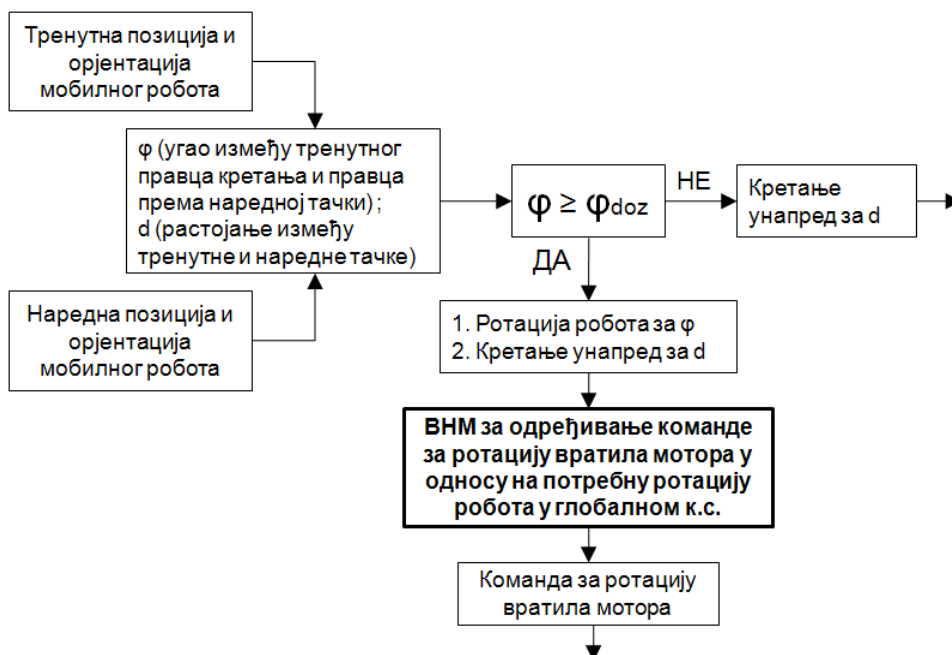 Тренутна позиција и
орјентација
мобилног робота
φ (угао између тренутног
правца кретања и правца
према наредној тачки) ;
d (растојање између
тренутне и наредне тачке)
Наредна позиција и
орјентација
мобилног робота
φ ≥ φdoz
НЕ
Кретање
унапред за d
ДА
1. Ротација робота за φ
2. Кретање унапред за d
ВНМ за одређивање команде
за ротацију вратила мотора у
односу на потребну ротацију
робота у глобалном к.с.
Команда за ротацију
вратила мотора